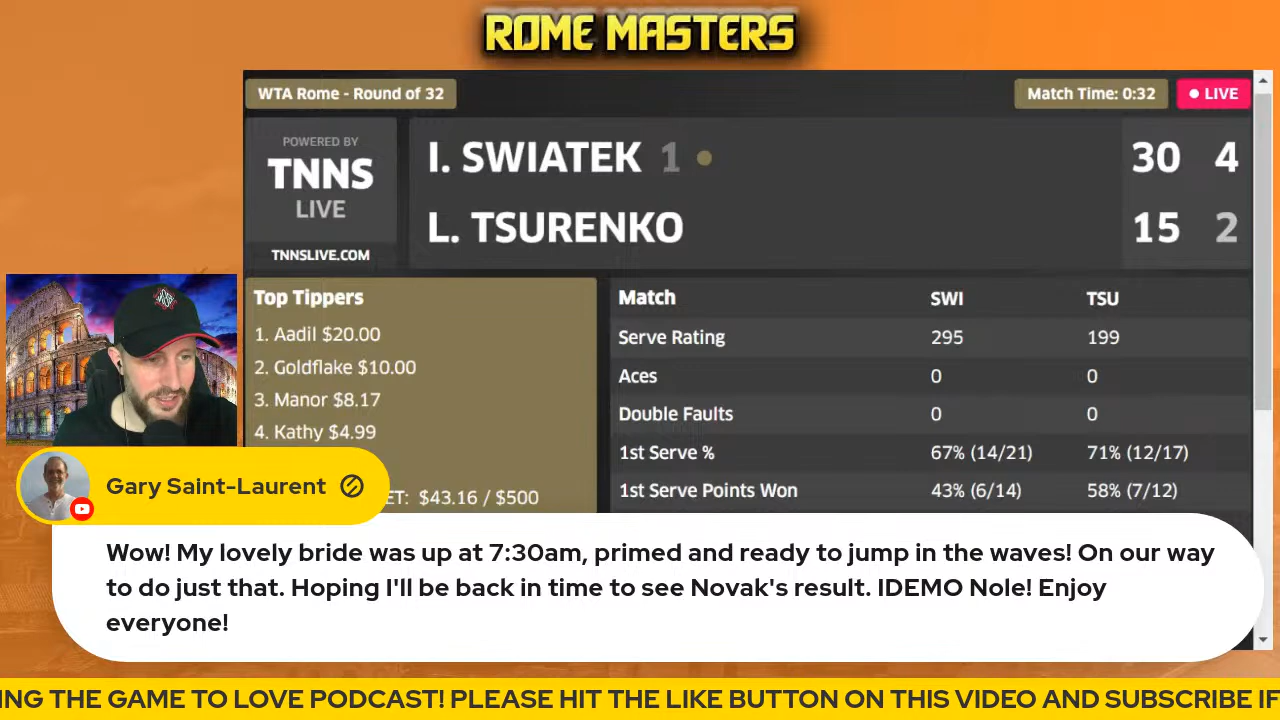 ROME MASTERS
WTA Rome - Round of 32
Match Time: 0:32
LIVE
POWERED BY
TNNS
LIVE
TNNSLIVE.COM
I. SWIATEK 1 30 4
L. TSURENKO 15 2
Top Tippers
1. Aadil $20.00
2. Goldflake $10.00
3. Manor $8.17
4. Kathy $4.99
ET: $43.16 / $500
Match SWI TSU
Serve Rating 295 199
Aces 0 0
Double Faults 0 0
1st Serve % 67% (14/21) 71% (12/17)
1st Serve Points Won 43% (6/14) 58% (7/12)
Gary Saint-Laurent
Wow! My lovely bride was up at 7:30am, primed and ready to jump in the waves! On our way
to do just that. Hoping I'll be back in time to see Novak's result. IDEMO Nole! Enjoy
everyone!
ING THE GAME TO LOVE PODCAST! PLEASE HIT THE LIKE BUTTON ON THIS VIDEO AND SUBSCRIBE IF